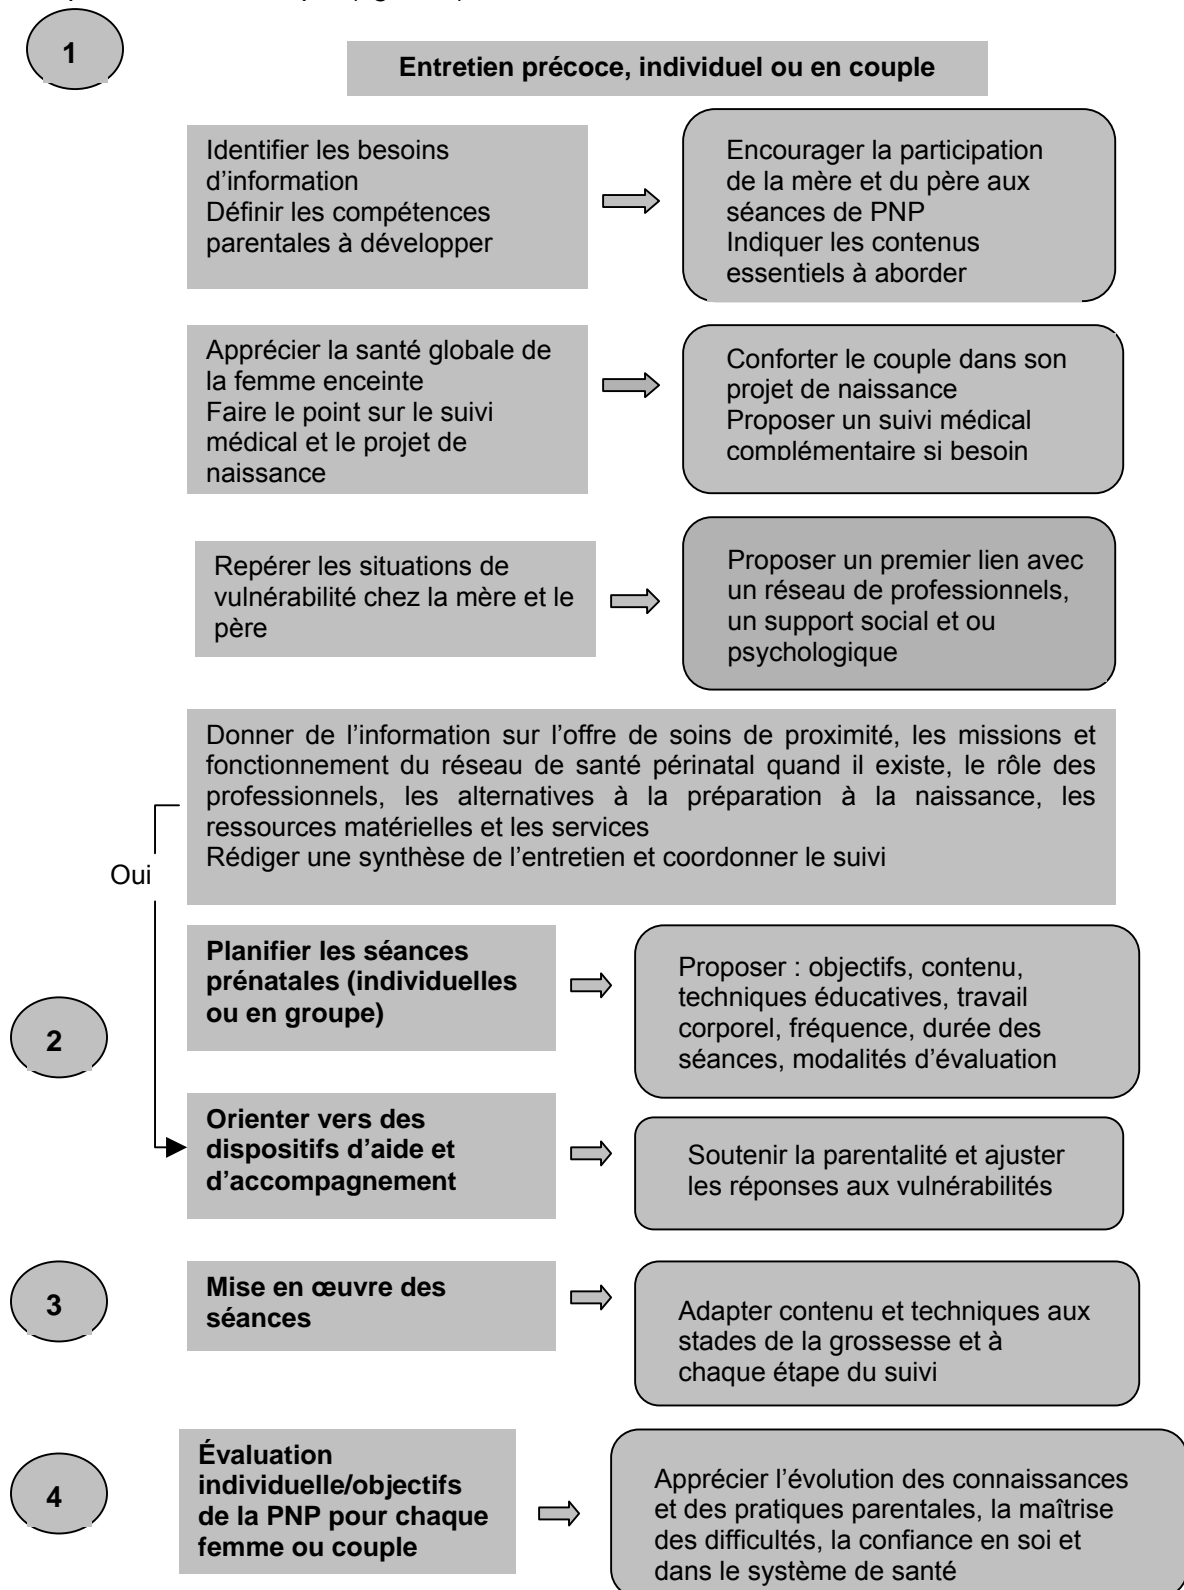 1
Entretien précoce, individuel ou en couple
Identifier les besoins
d’information
Définir les compétences
parentales à développer
Encourager la participation
de la mère et du père aux
séances de PNP
Indiquer les contenus
essentiels à aborder
Apprécier la santé globale de
la femme enceinte
Faire le point sur le suivi
médical et le projet de
naissance
Conforter le couple dans son
projet de naissance
Proposer un suivi médical
complémentaire si besoin
Repérer les situations de
vulnérabilité chez la mère et le
père
Proposer un premier lien avec
un réseau de professionnels,
un support social et ou
psychologique
Donner de l’information sur l’offre de soins de proximité, les missions et
fonctionnement du réseau de santé périnatal quand il existe, le rôle des
professionnels, les alternatives à la préparation à la naissance, les
ressources matérielles et les services
Rédiger une synthèse de l’entretien et coordonner le suivi
Oui
2
Planifier les séances
prénatales (individuelles
ou en groupe)
Proposer : objectifs, contenu,
techniques éducatives, travail
corporel, fréquence, durée des
séances, modalités d’évaluation
Orienter vers des
dispositifs d’aide et
d’accompagnement
Soutenir la parentalité et ajuster
les réponses aux vulnérabilités
3
Mise en œuvre des
séances
Adapter contenu et techniques aux
stades de la grossesse et à
chaque étape du suivi
4
Évaluation
individuelle/objectifs
de la PNP pour chaque
femme ou couple
Apprécier l’évolution des connaissances
et des pratiques parentales, la maîtrise
des difficultés, la confiance en soi et
dans le système de santé